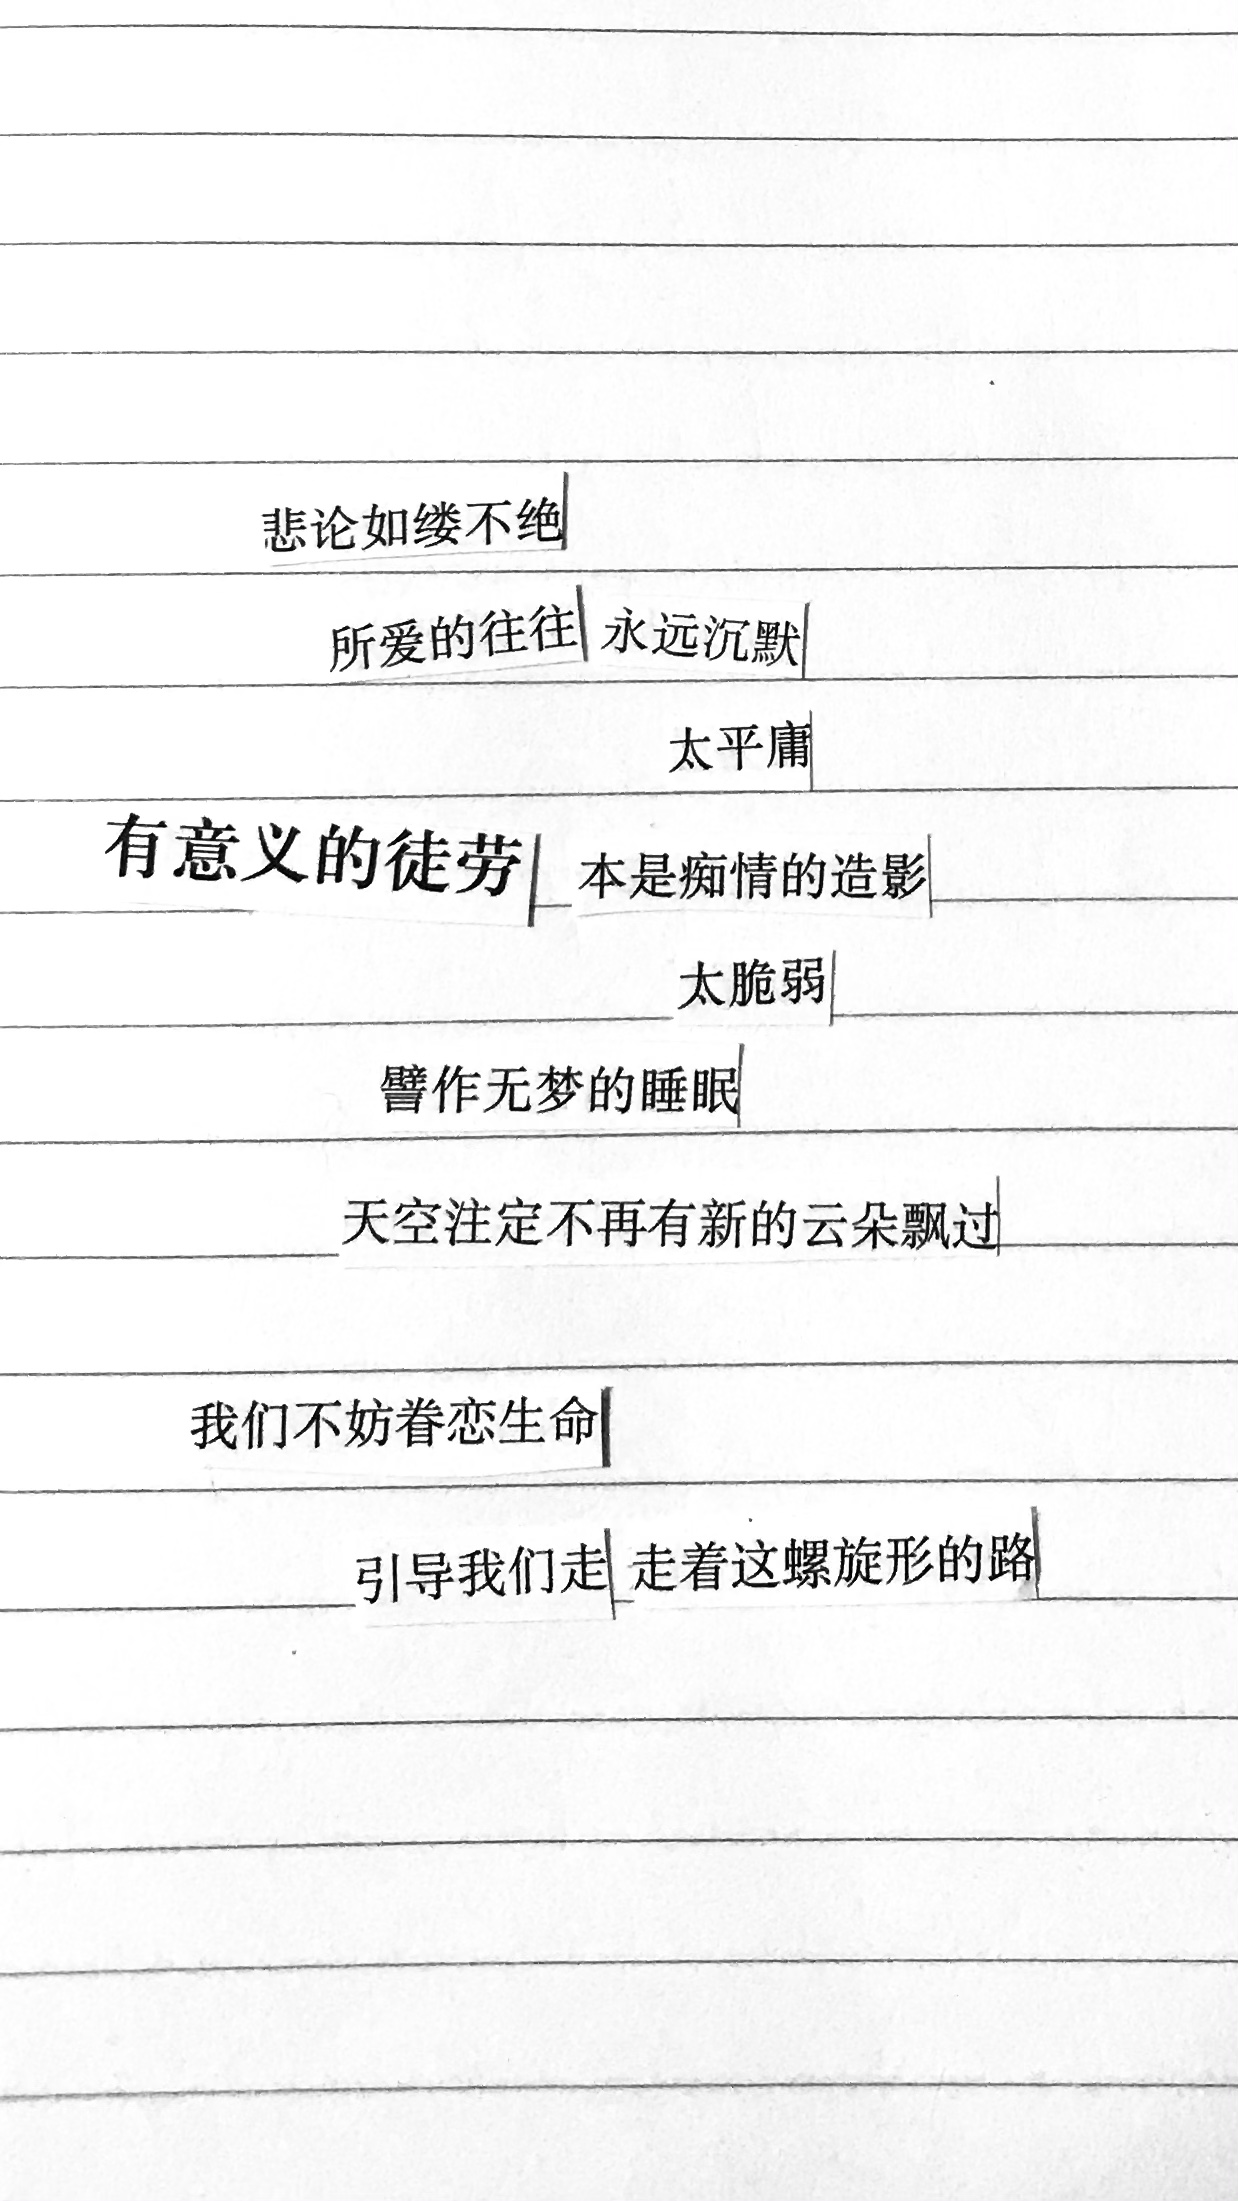 悲论如缕不绝
所爱的往往 永远沉默
太平庸
有意义的徒劳 本是痴情的造影
太脆弱
譬作无梦的睡眠
天空注定不再有新的云朵飘过
我们不妨眷恋生命
引导我们走 走着这螺旋形的路